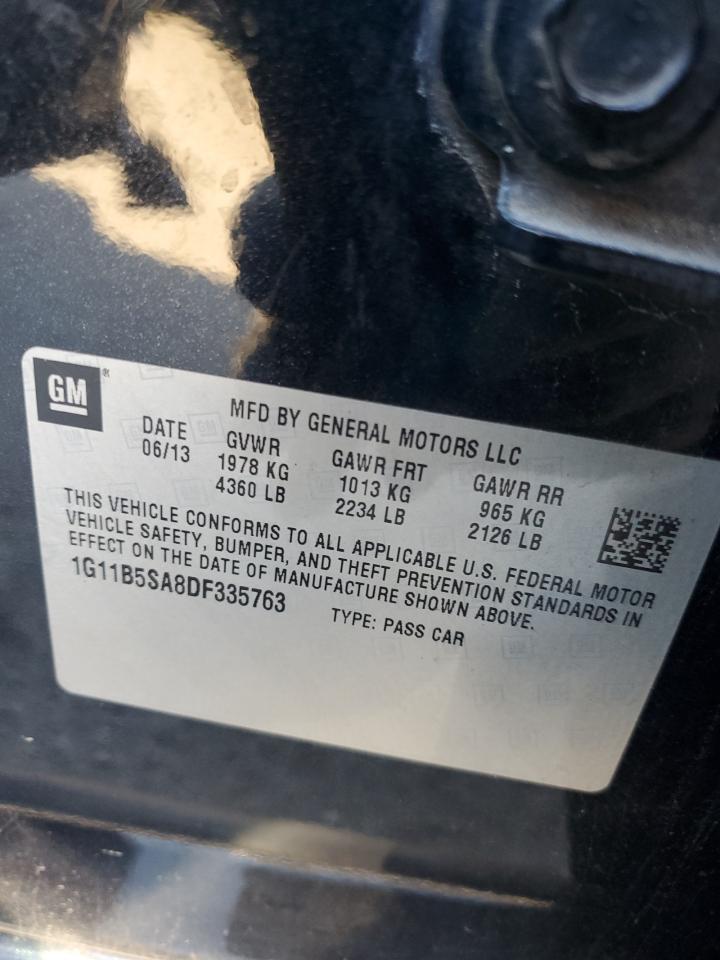 GM®
MFD BY GENERAL MOTORS LLC
DATE GVWR GAWR FRT GAWR RR
06/13 1978 KG 1013 KG 965 KG
4360 LB 2234 LB 2126 LB
THIS VEHICLE CONFORMS TO ALL APPLICABLE U.S. FEDERAL MOTOR
VEHICLE SAFETY, BUMPER, AND THEFT PREVENTION STANDARDS IN
EFFECT ON THE DATE OF MANUFACTURE SHOWN ABOVE.
1G11B5SA8DF335763 TYPE: PASS CAR